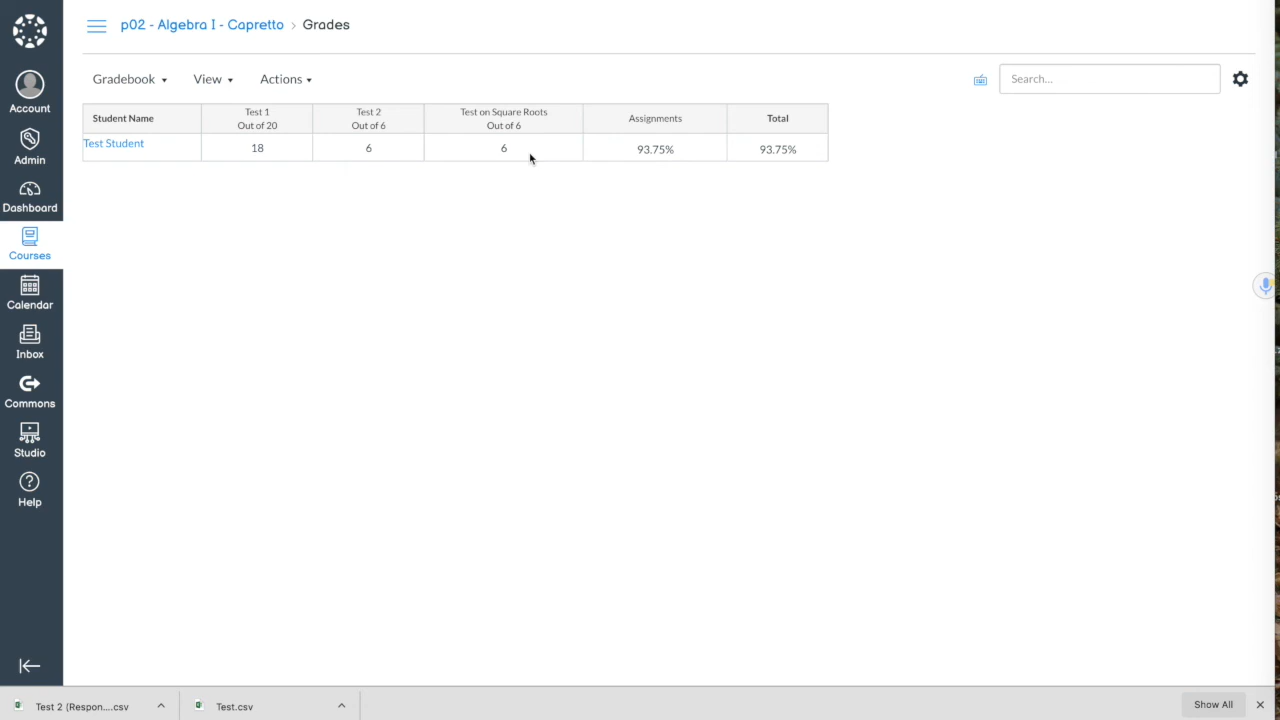 p02 - Algebra I - Capretto › Grades
Account
Admin
Dashboard
Courses
Calendar
Inbox
Commons
Studio
Help
Gradebook ▾ View ▾ Actions ▾
Search...
Student Name
Test 1
Out of 20
Test 2
Out of 6
Test on Square Roots
Out of 6
Assignments
Total
Test Student 18 6 6 93.75% 93.75%
Test 2 (Respon....csv
Test.csv
Show All